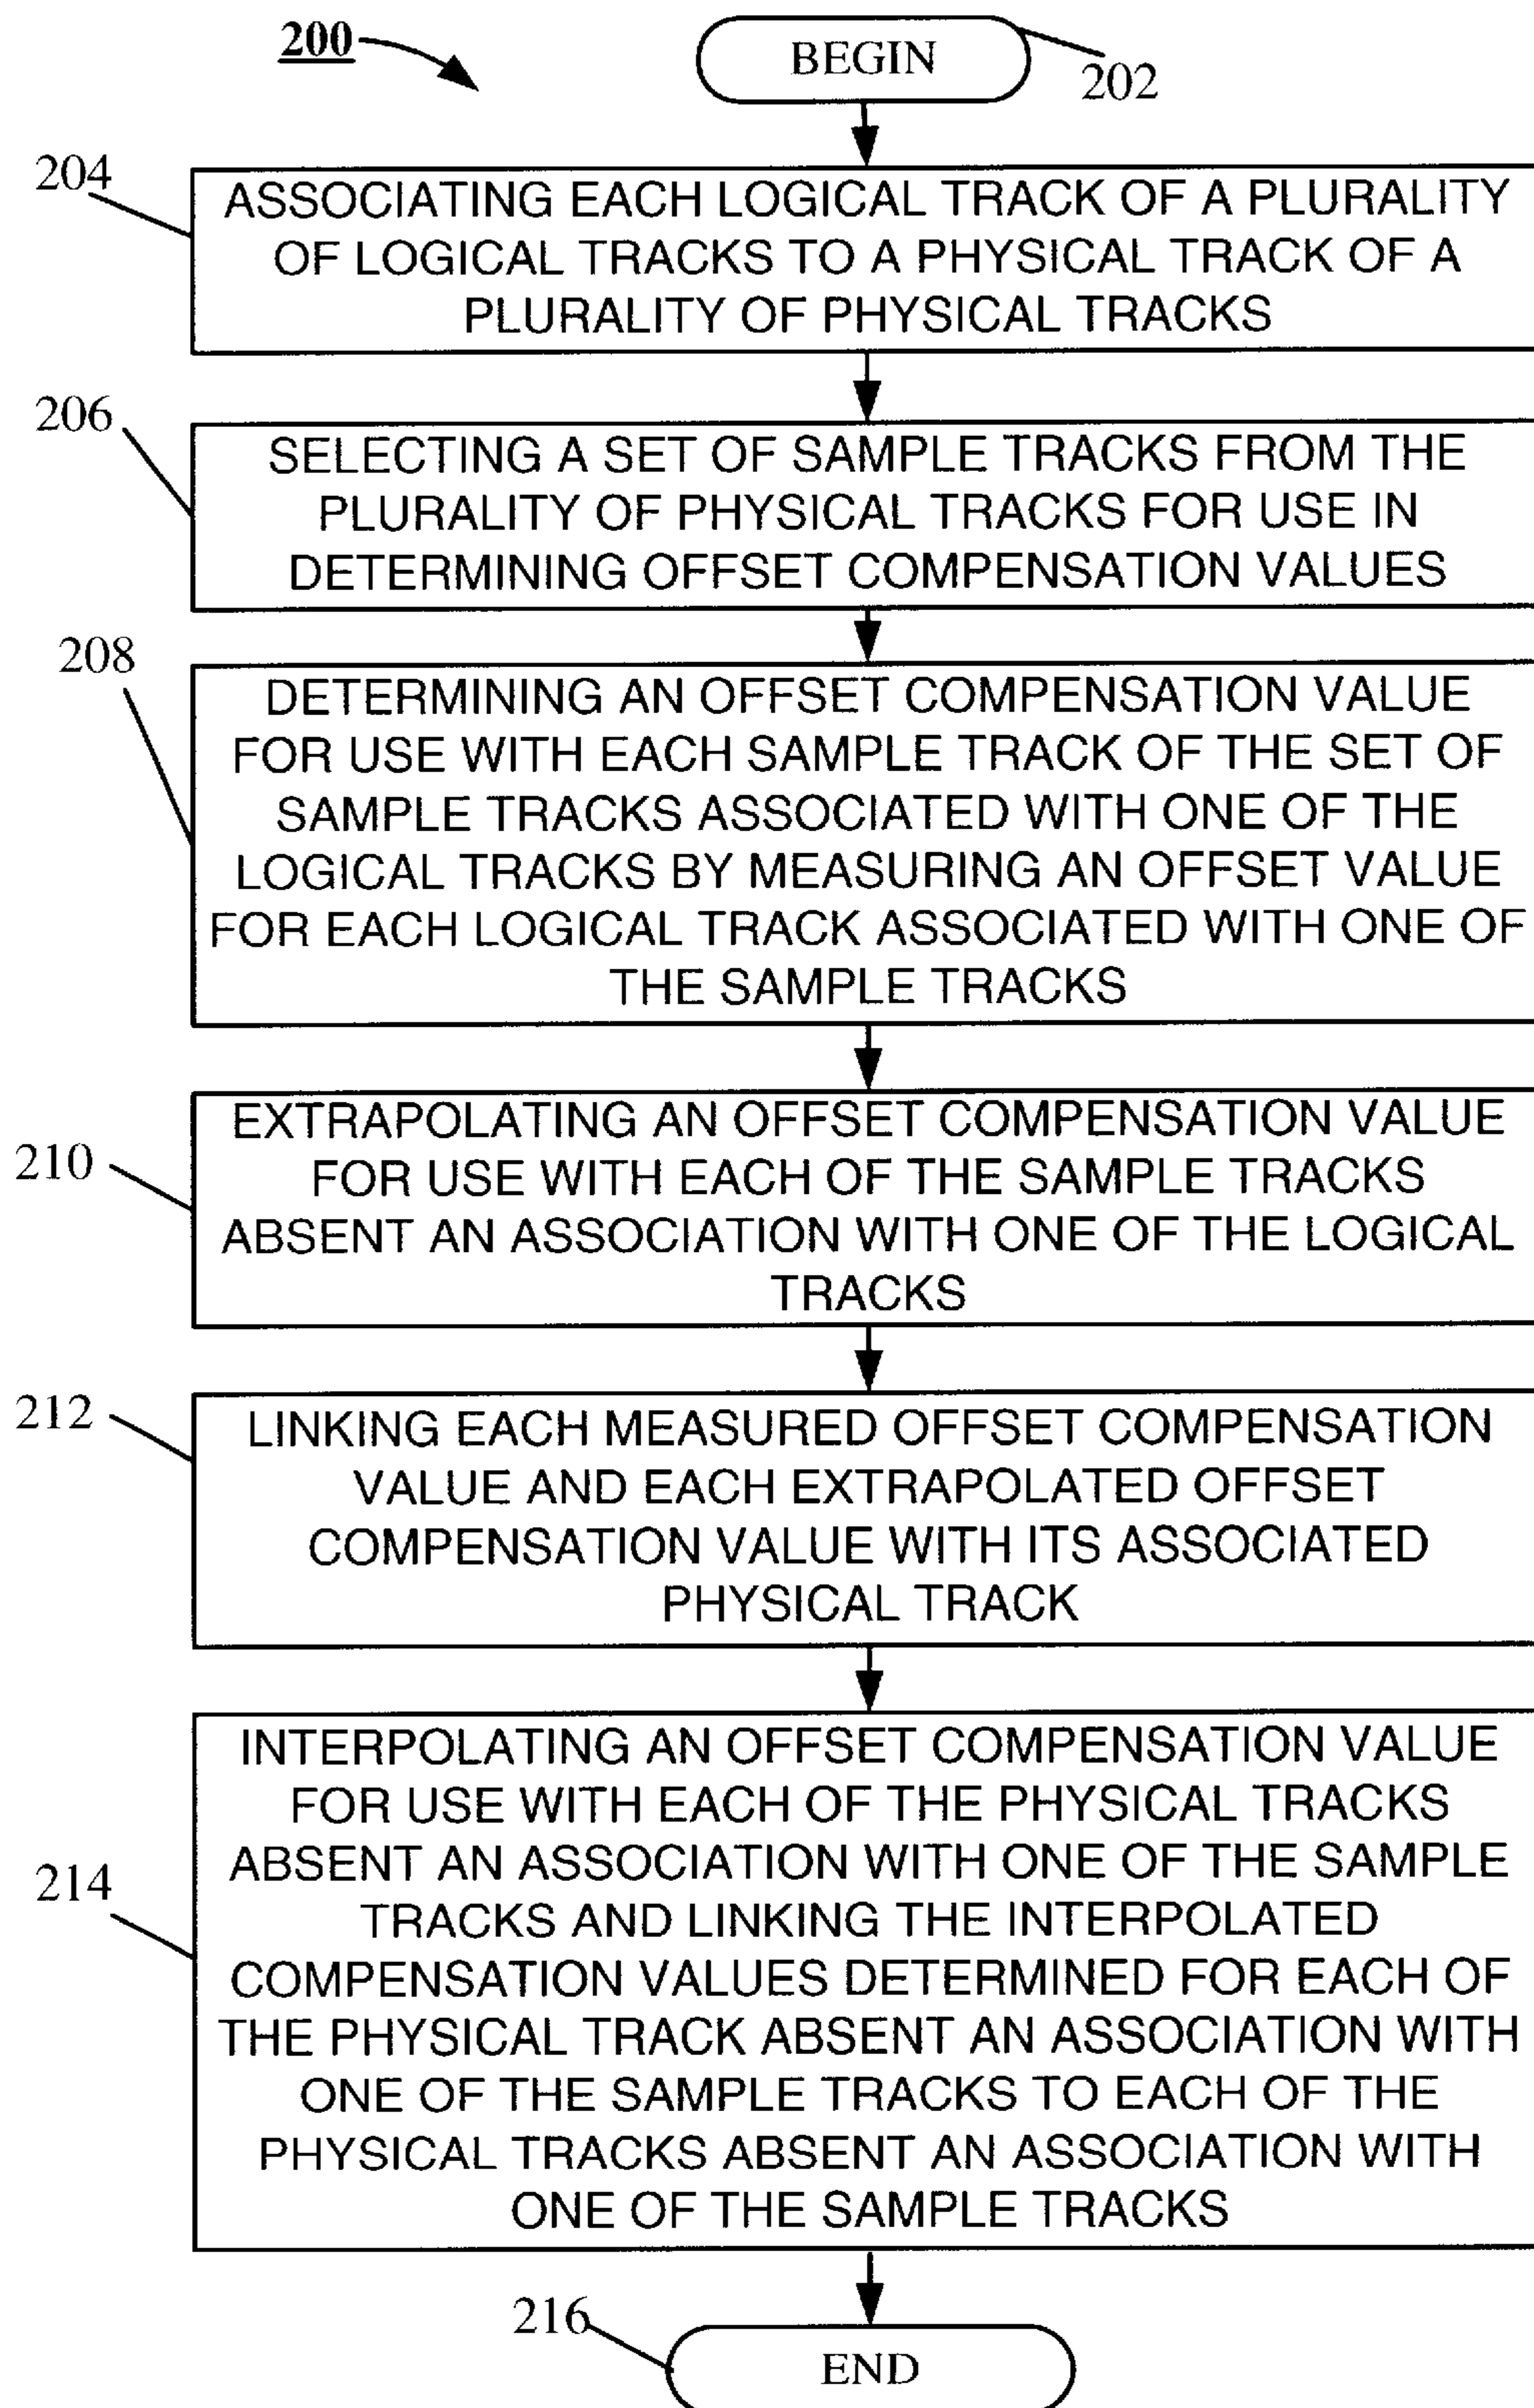 200
BEGIN
202
204
ASSOCIATING EACH LOGICAL TRACK OF A PLURALITY
OF LOGICAL TRACKS TO A PHYSICAL TRACK OF A
PLURALITY OF PHYSICAL TRACKS
206
SELECTING A SET OF SAMPLE TRACKS FROM THE
PLURALITY OF PHYSICAL TRACKS FOR USE IN
DETERMINING OFFSET COMPENSATION VALUES
208
DETERMINING AN OFFSET COMPENSATION VALUE
FOR USE WITH EACH SAMPLE TRACK OF THE SET OF
SAMPLE TRACKS ASSOCIATED WITH ONE OF THE
LOGICAL TRACKS BY MEASURING AN OFFSET VALUE
FOR EACH LOGICAL TRACK ASSOCIATED WITH ONE OF
THE SAMPLE TRACKS
210
EXTRAPOLATING AN OFFSET COMPENSATION VALUE
FOR USE WITH EACH OF THE SAMPLE TRACKS
ABSENT AN ASSOCIATION WITH ONE OF THE LOGICAL
TRACKS
212
LINKING EACH MEASURED OFFSET COMPENSATION
VALUE AND EACH EXTRAPOLATED OFFSET
COMPENSATION VALUE WITH ITS ASSOCIATED
PHYSICAL TRACK
214
INTERPOLATING AN OFFSET COMPENSATION VALUE
FOR USE WITH EACH OF THE PHYSICAL TRACKS
ABSENT AN ASSOCIATION WITH ONE OF THE SAMPLE
TRACKS AND LINKING THE INTERPOLATED
COMPENSATION VALUES DETERMINED FOR EACH OF
THE PHYSICAL TRACK ABSENT AN ASSOCIATION WITH
ONE OF THE SAMPLE TRACKS TO EACH OF THE
PHYSICAL TRACKS ABSENT AN ASSOCIATION WITH
ONE OF THE SAMPLE TRACKS
216
END